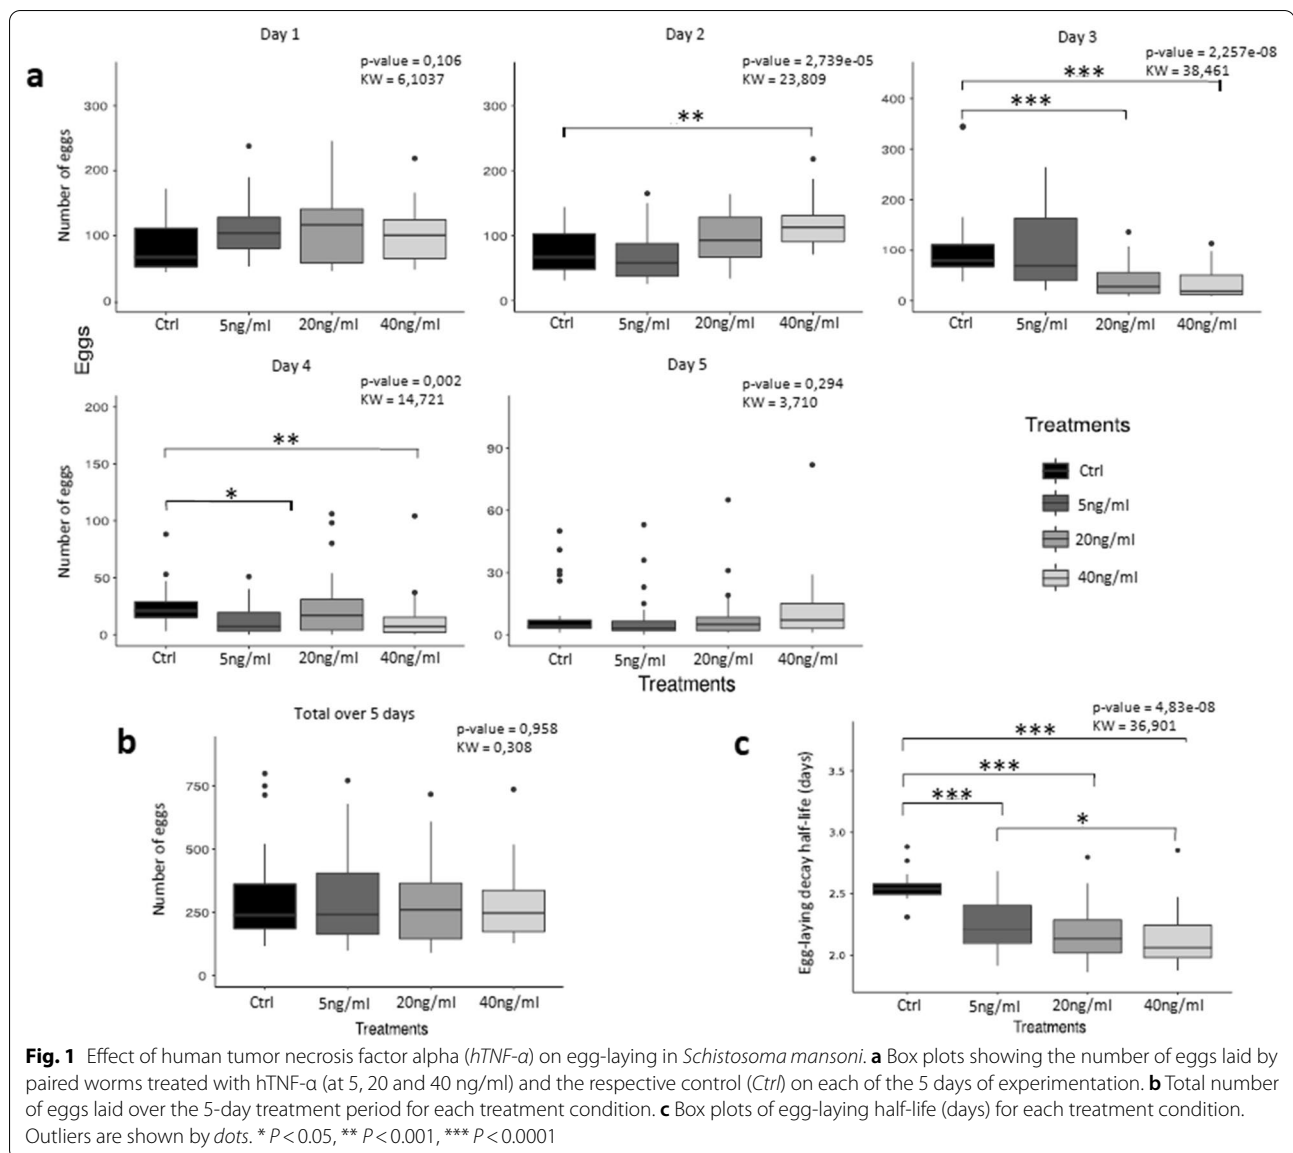 a
Day 1
p-value = 0,106
KW = 6,1037
Number of eggs
300
200
100
0
Ctrl 5ng/ml 20ng/ml 40ng/ml
Day 2
p-value = 2,739e-05
KW = 23,809
**
300
200
100
0
Ctrl 5ng/ml 20ng/ml 40ng/ml
Day 3
p-value = 2,257e-08
KW = 38,461
***
***
400
300
200
100
0
Ctrl 5ng/ml 20ng/ml 40ng/ml
Eggs
Day 4
p-value = 0,002
KW = 14,721
**
*
Number of eggs
200
150
100
50
0
Ctrl 5ng/ml 20ng/ml 40ng/ml
Day 5
p-value = 0,294
KW = 3,710
90
60
30
0
Ctrl 5ng/ml 20ng/ml 40ng/ml
Treatments
Treatments
Ctrl
5ng/ml
20ng/ml
40ng/ml
b
Total over 5 days
p-value = 0,958
KW = 0,308
Number of eggs
750
500
250
0
Ctrl 5ng/ml 20ng/ml 40ng/ml
Treatments
c
p-value = 4,83e-08
KW = 36,901
***
***
***
*
Egg-laying decay half-life (days)
3.5
3.0
2.5
2.0
Ctrl 5ng/ml 20ng/ml 40ng/ml
Treatments
Fig. 1 Effect of human tumor necrosis factor alpha (hTNF-α) on egg-laying in Schistosoma mansoni. a Box plots showing the number of eggs laid by
paired worms treated with hTNF-α (at 5, 20 and 40 ng/ml) and the respective control (Ctrl) on each of the 5 days of experimentation. b Total number
of eggs laid over the 5-day treatment period for each treatment condition. c Box plots of egg-laying half-life (days) for each treatment condition.
Outliers are shown by dots. * P < 0.05, ** P < 0.001, *** P < 0.0001